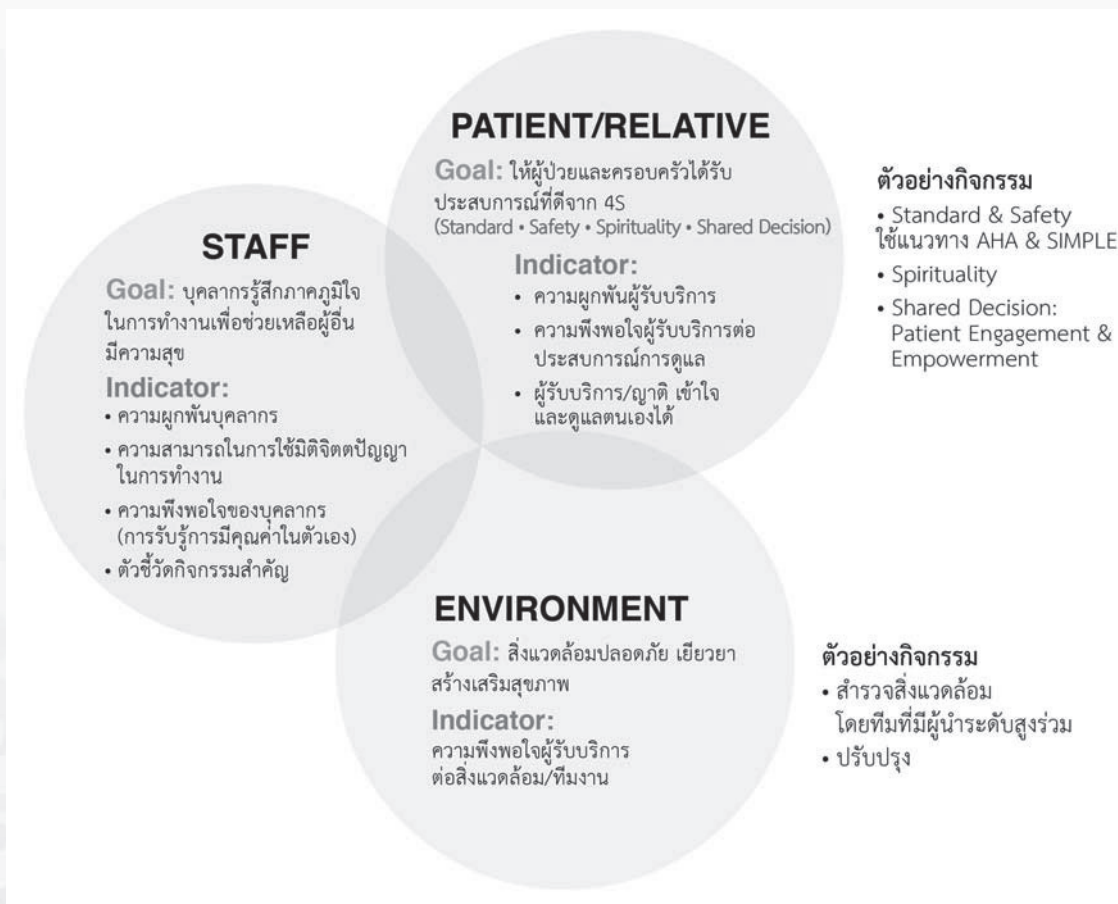 PATIENT/RELATIVE
Goal: ให้ผู้ป่วยและครอบครัวได้รับ
ประสบการณ์ที่ดีจาก 4S
(Standard • Safety • Spirituality • Shared Decision)
Indicator:
• ความผูกพันผู้รับบริการ
• ความพึงพอใจผู้รับบริการต่อ
ประสบการณ์การดูแล
• ผู้รับบริการ/ญาติ เข้าใจ
และดูแลตนเองได้
ตัวอย่างกิจกรรม
• Standard & Safety
ใช้แนวทาง AHA & SIMPLE
• Spirituality
• Shared Decision:
Patient Engagement &
Empowerment
STAFF
Goal: บุคลากรรู้สึกภาคภูมิใจ
ในการทำงานเพื่อช่วยเหลือผู้อื่น
มีความสุข
Indicator:
• ความผูกพันบุคลากร
• ความสามารถในการใช้มิติจิตตปัญญา
ในการทำงาน
• ความพึงพอใจของบุคลากร
(การรับรู้การมีคุณค่าในตัวเอง)
• ตัวชี้วัดกิจกรรมสำคัญ
ENVIRONMENT
Goal: สิ่งแวดล้อมปลอดภัย เยียวยา
สร้างเสริมสุขภาพ
Indicator:
ความพึงพอใจผู้รับบริการ
ต่อสิ่งแวดล้อม/ทีมงาน
ตัวอย่างกิจกรรม
• สำรวจสิ่งแวดล้อม
โดยทีมที่มีผู้นำระดับสูงร่วม
• ปรับปรุง